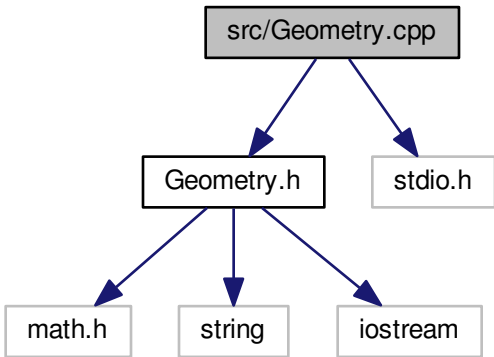 src/Geometry.cpp
Geometry.h
stdio.h
math.h
string
iostream